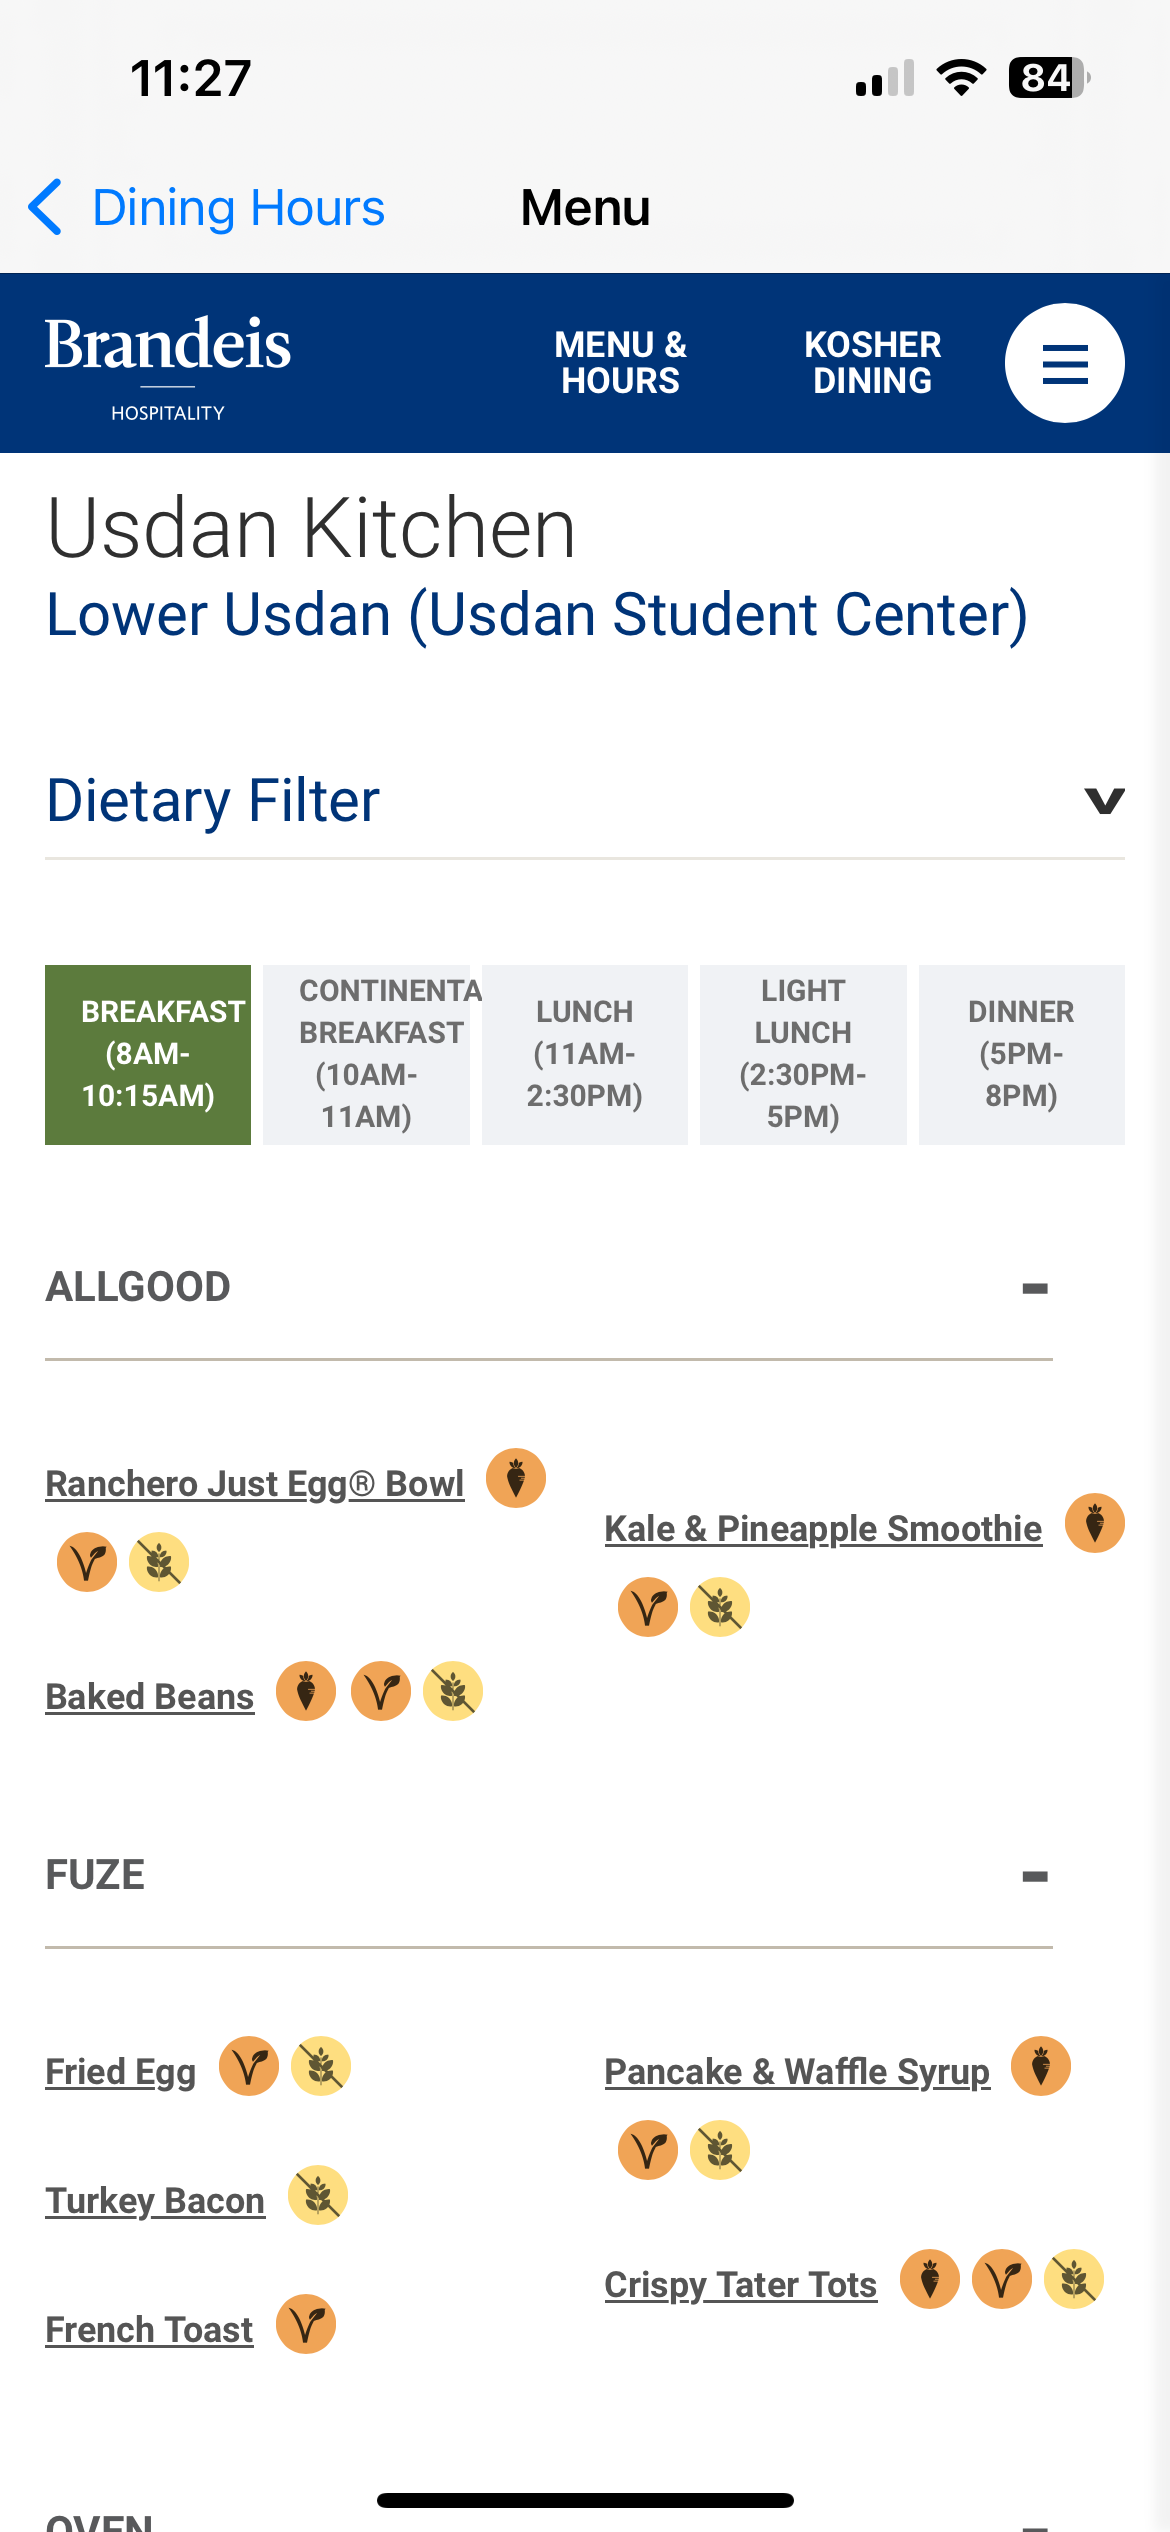 11:27
84
Dining Hours
Menu
Brandeis
HOSPITALITY
MENU &
HOURS
KOSHER
DINING
Usdan Kitchen
Lower Usdan (Usdan Student Center)
Dietary Filter
BREAKFAST
(8AM-
10:15AM)
CONTINENTA
BREAKFAST
(10AM-
11AM)
LUNCH
(11AM-
2:30PM)
LIGHT
LUNCH
(2:30PM-
5PM)
DINNER
(5PM-
8PM)
ALLGOOD
Ranchero Just Egg® Bowl
Kale & Pineapple Smoothie
Baked Beans
FUZE
Fried Egg
Pancake & Waffle Syrup
Turkey Bacon
Crispy Tater Tots
French Toast
OVEN